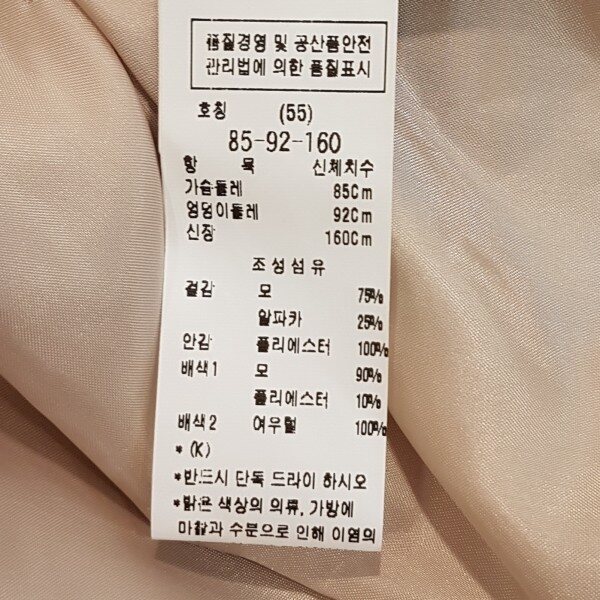 품질경영 및 공산품안전
관리법에 의한 품질표시
호칭 (55)
85-92-160
항 목 신체치수
가슴둘레 85Cm
엉덩이둘레 92Cm
신장 160Cm
조성섬유
겉감 모 75%
알파카 25%
안감 폴리에스터 100%
배색1 모 90%
폴리에스터 10%
배색2 여우털 100%
* (K)
*반드시 단독 드라이 하시오
*밝은 색상의 의류, 가방에
마찰과 수분으로 인해 이염의